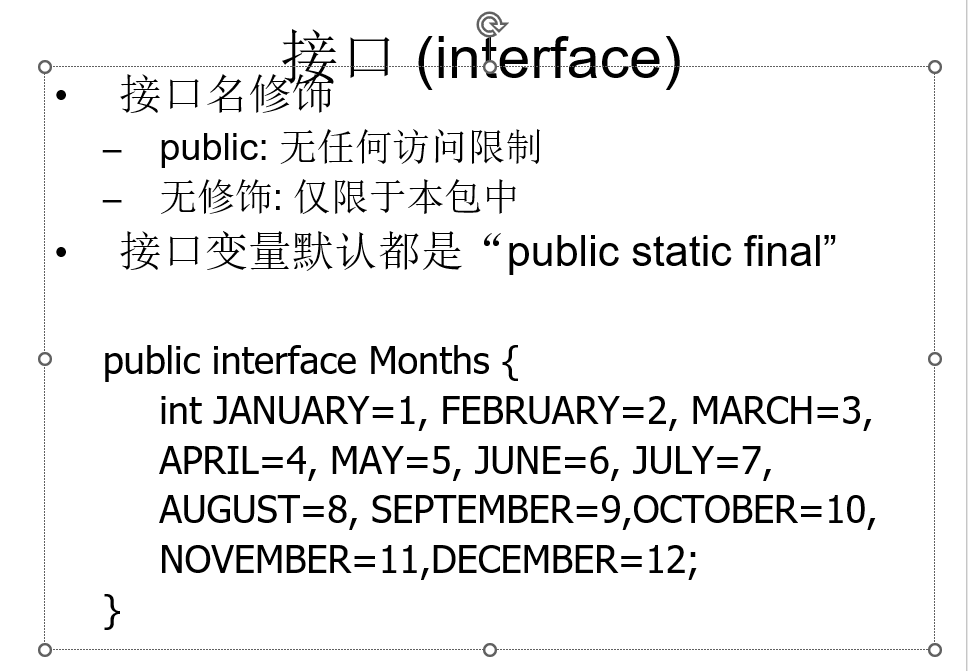 接口 (interface)
• 接口名修饰
– public: 无任何访问限制
– 无修饰: 仅限于本包中
• 接口变量默认都是“public static final”
public interface Months {
int JANUARY=1, FEBRUARY=2, MARCH=3,
APRIL=4, MAY=5, JUNE=6, JULY=7,
AUGUST=8, SEPTEMBER=9,OCTOBER=10,
NOVEMBER=11,DECEMBER=12;
}